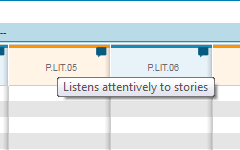 --
P.LIT.05
P.LIT.06
Listens attentively to stories